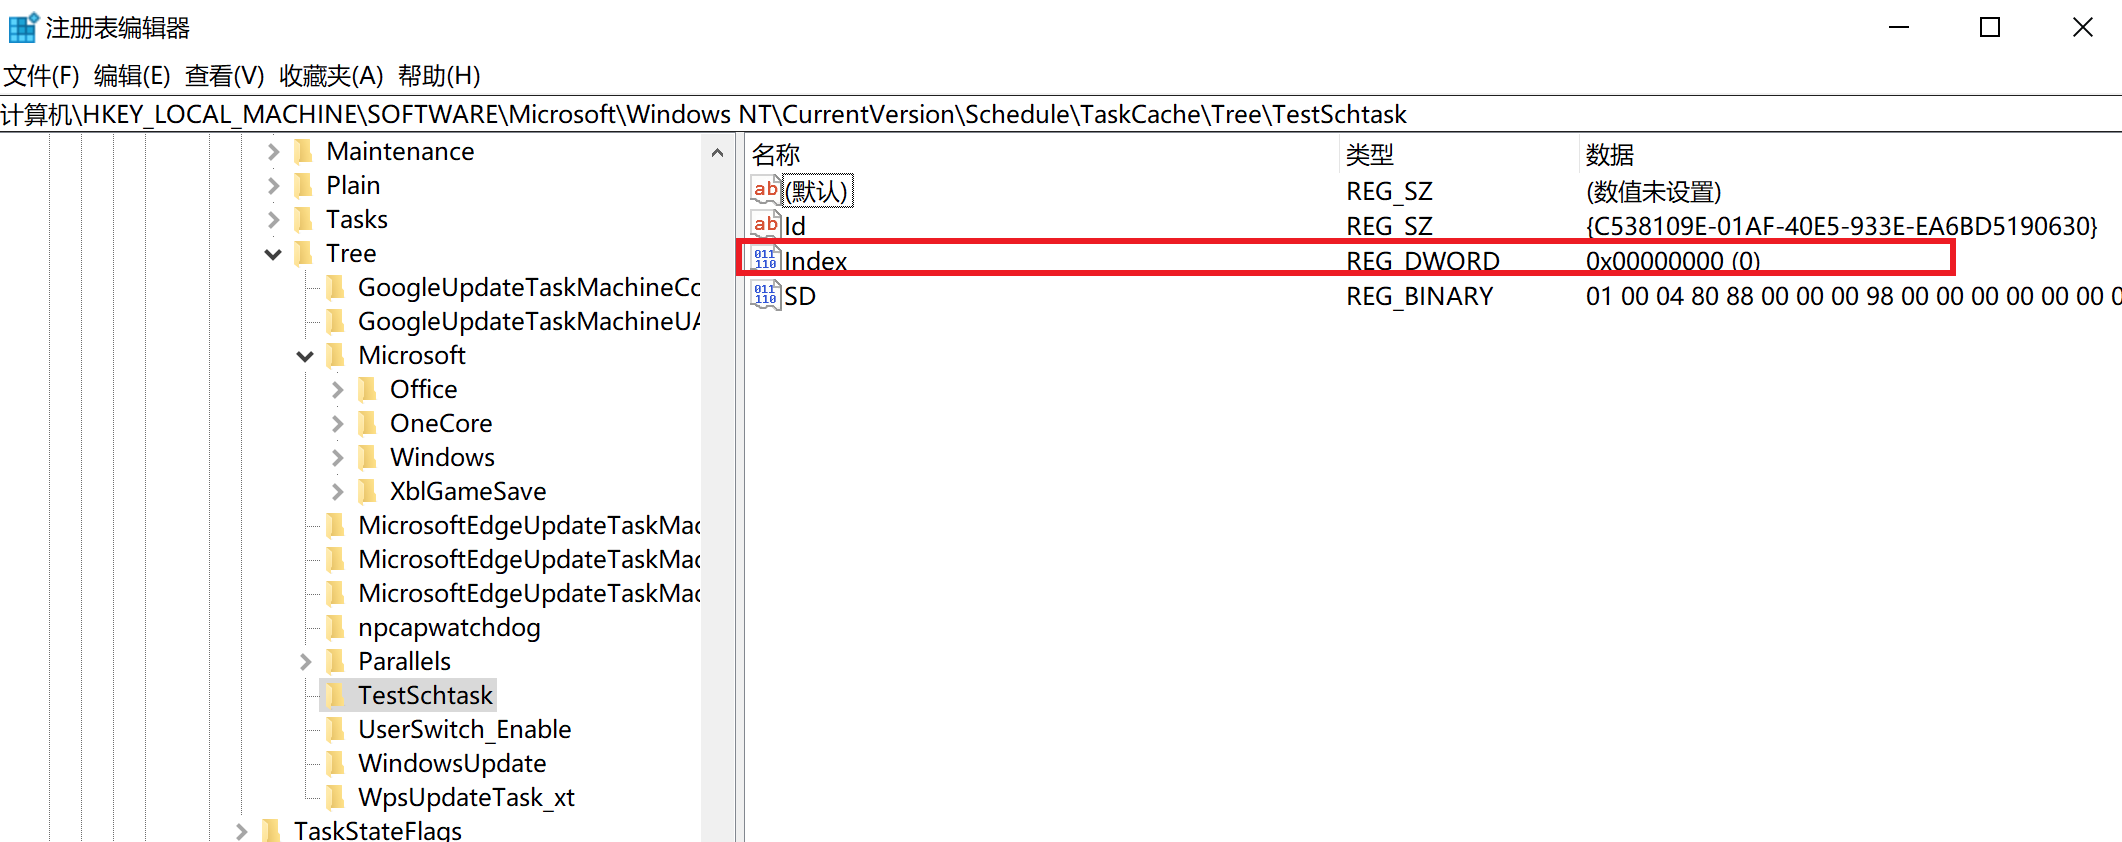 注册表编辑器
文件(F) 编辑(E) 查看(V) 收藏夹(A) 帮助(H)
计算机\HKEY_LOCAL_MACHINE\SOFTWARE\Microsoft\Windows NT\CurrentVersion\Schedule\TaskCache\Tree\TestSchtask
Maintenance
Plain
Tasks
Tree
GoogleUpdateTaskMachineCo
GoogleUpdateTaskMachineUA
Microsoft
Office
OneCore
Windows
XblGameSave
MicrosoftEdgeUpdateTaskMac
MicrosoftEdgeUpdateTaskMac
MicrosoftEdgeUpdateTaskMac
npcapwatchdog
Parallels
TestSchtask
UserSwitch_Enable
WindowsUpdate
WpsUpdateTask_xt
TaskStateFlags
名称 类型 数据
(默认) REG_SZ (数值未设置)
Id REG_SZ {C538109E-01AF-40E5-933E-EA6BD5190630}
Index REG_DWORD 0x00000000 (0)
SD REG_BINARY 01 00 04 80 88 00 00 00 98 00 00 00 00 00 0